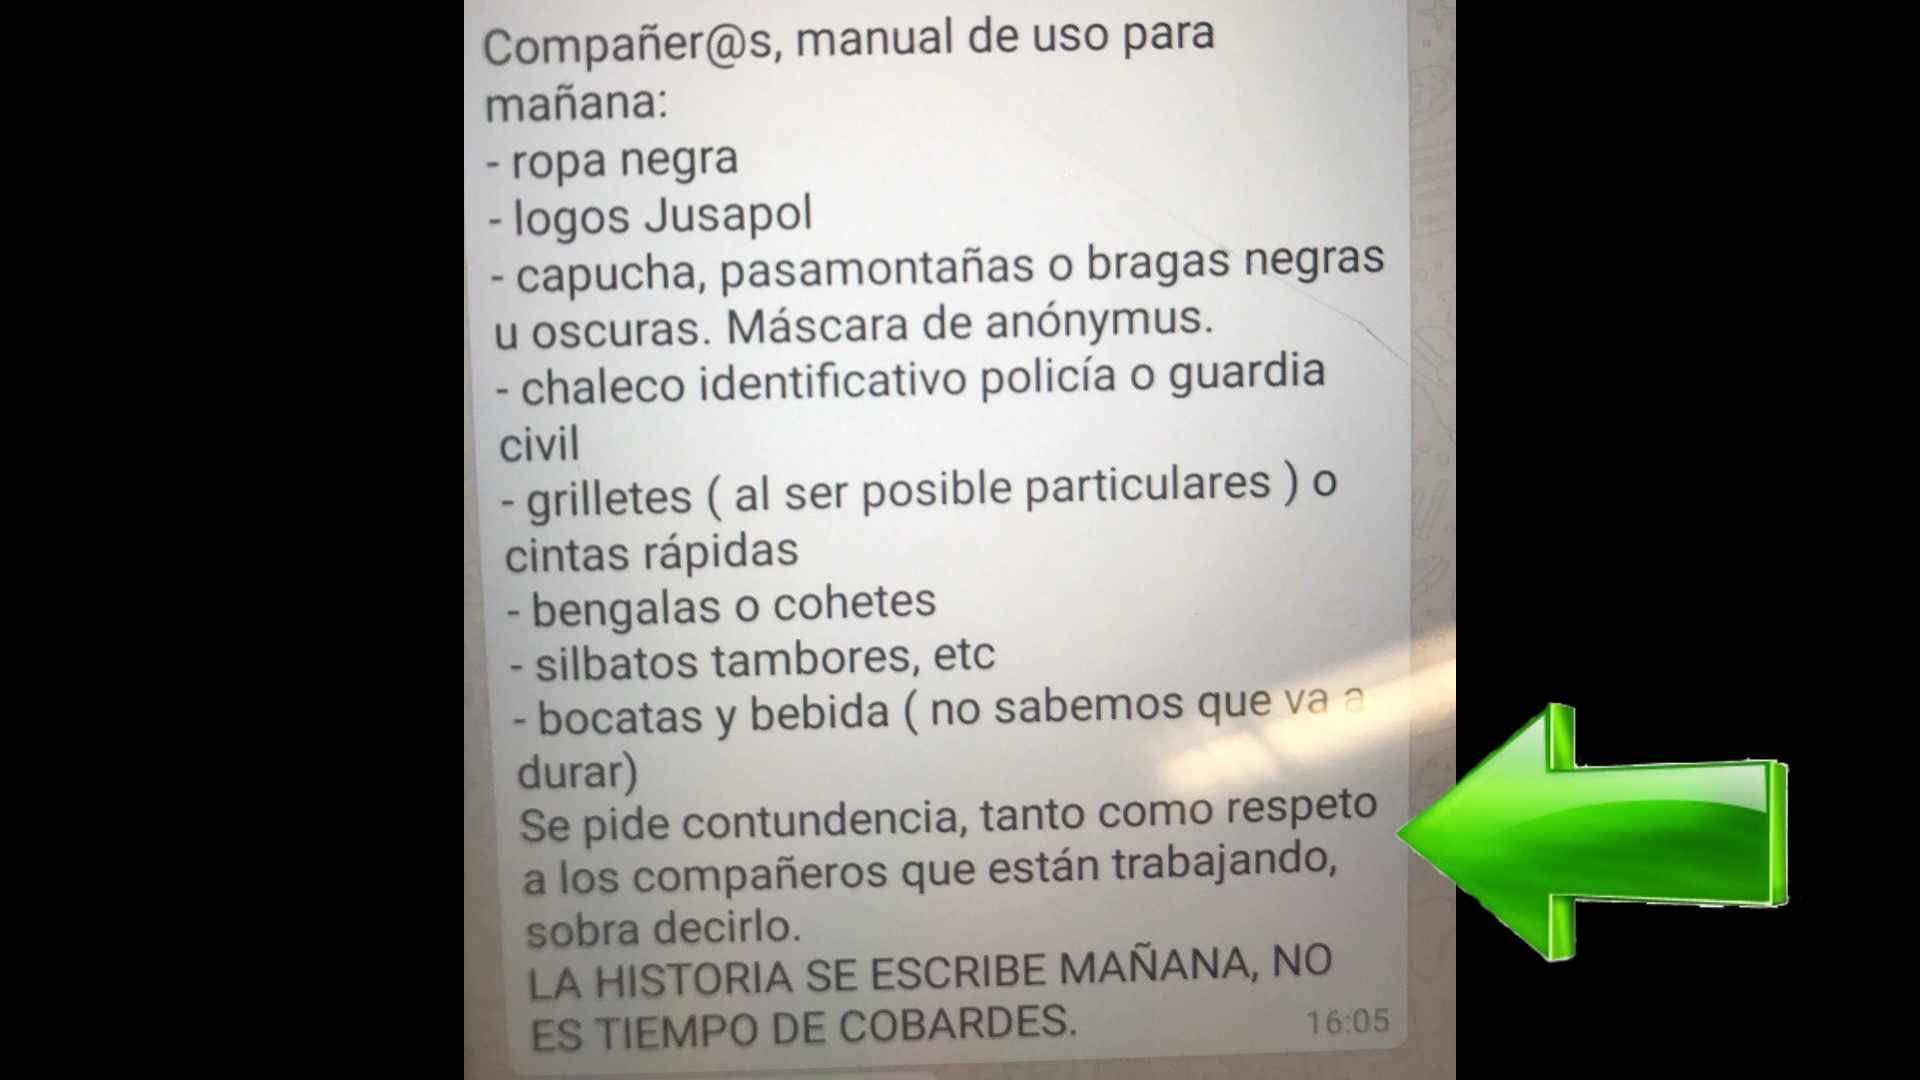 Compañer@s, manual de uso para
mañana:
- ropa negra
- logos Jusapol
- capucha, pasamontañas o bragas negras
u oscuras. Máscara de anónymus.
- chaleco identificativo policía o guardia
civil
- grilletes ( al ser posible particulares ) o
cintas rápidas
- bengalas o cohetes
- silbatos tambores, etc
- bocatas y bebida ( no sabemos que va a
durar)
Se pide contundencia, tanto como respeto
a los compañeros que están trabajando,
sobra decirlo.
LA HISTORIA SE ESCRIBE MAÑANA, NO
ES TIEMPO DE COBARDES.
16:05